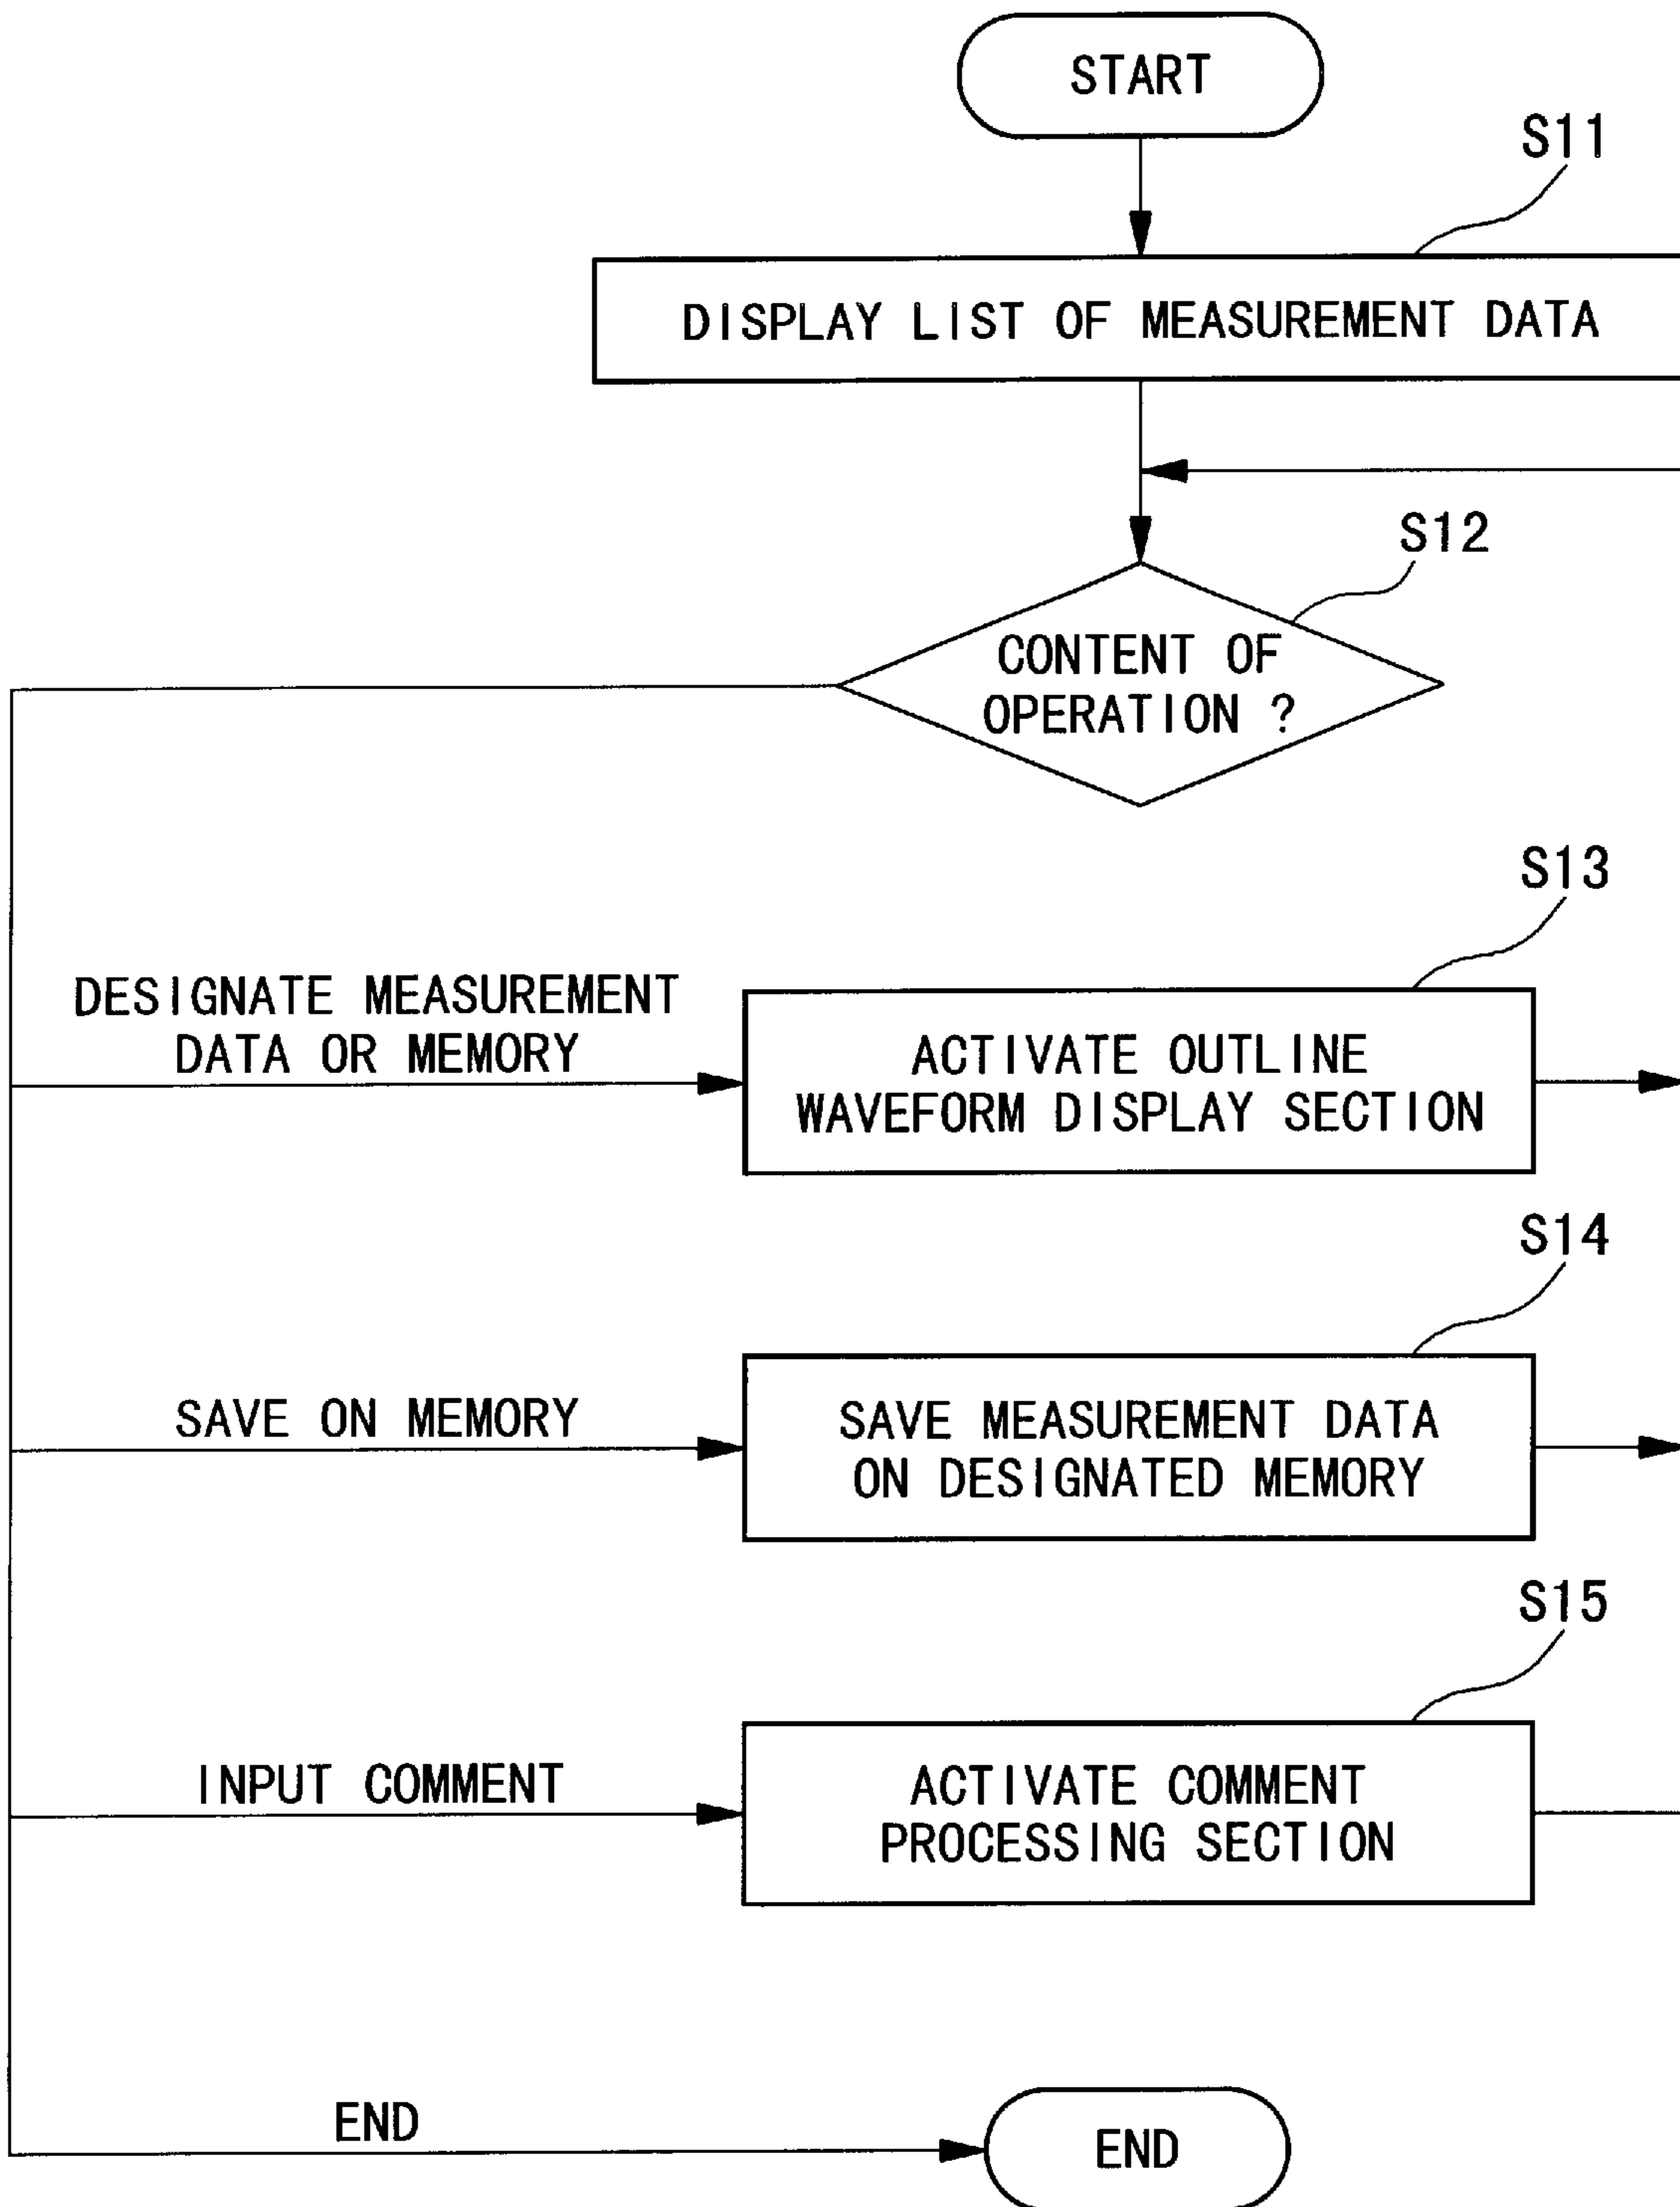 START
S11
DISPLAY LIST OF MEASUREMENT DATA
S12
CONTENT OF
OPERATION ?
S13
DESIGNATE MEASUREMENT
DATA OR MEMORY
ACTIVATE OUTLINE
WAVEFORM DISPLAY SECTION
S14
SAVE ON MEMORY
SAVE MEASUREMENT DATA
ON DESIGNATED MEMORY
S15
INPUT COMMENT
ACTIVATE COMMENT
PROCESSING SECTION
END
END